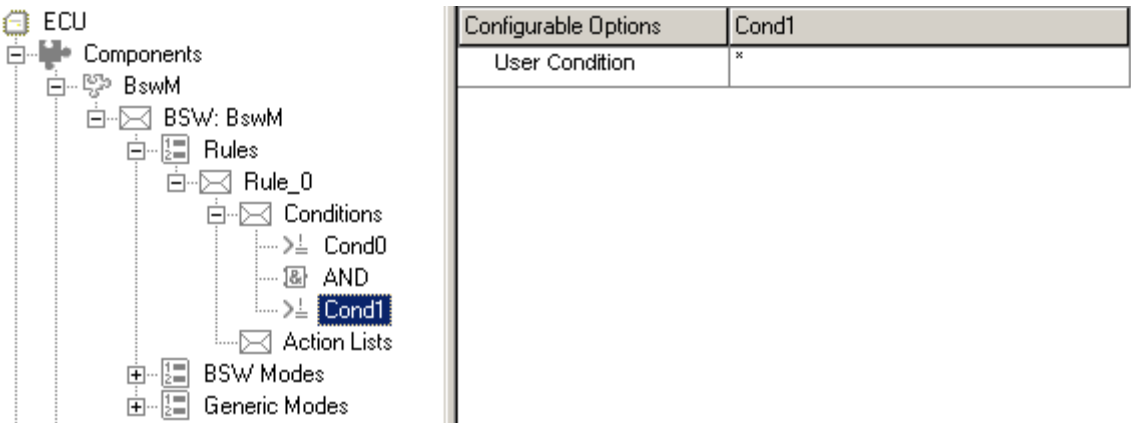 ECU
Components
BswM
BSW: BswM
Rules
Rule_0
Conditions
Cond0
AND
Cond1
Action Lists
BSW Modes
Generic Modes
Configurable Options Cond1
User Condition *